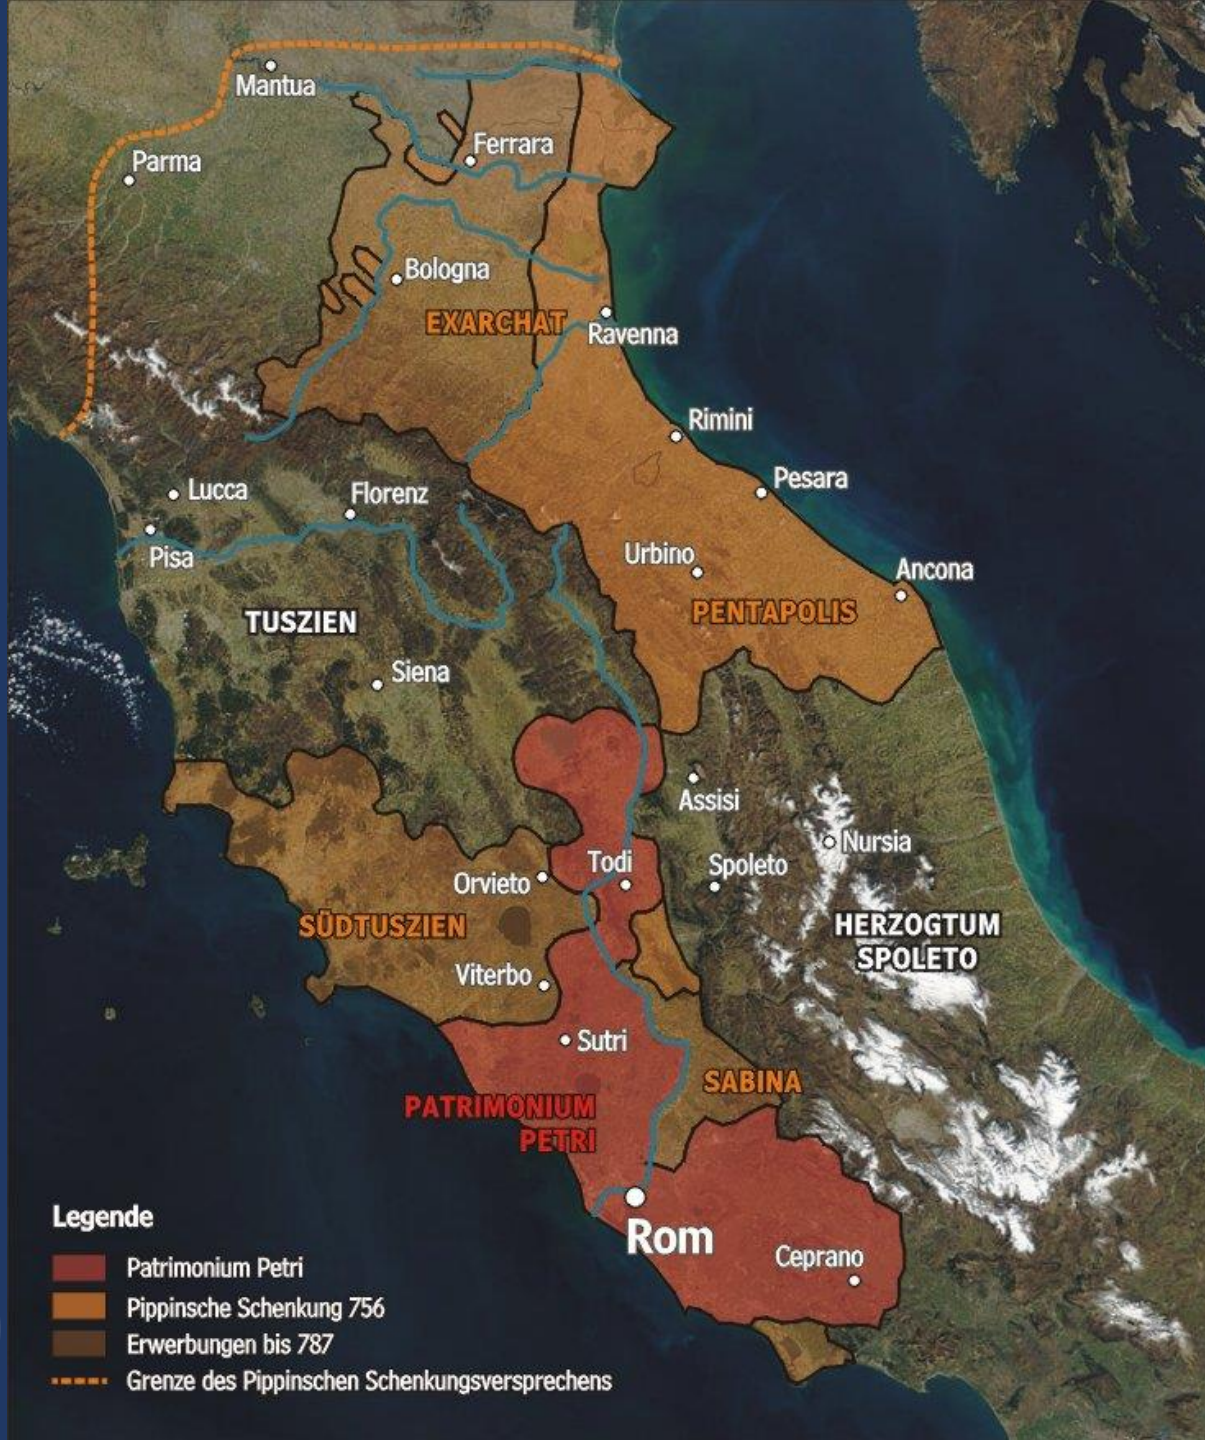 Mantua
Parma
Ferrara
Bologna
EXARCHAT
Ravenna
Rimini
Pesara
Lucca
Florenz
Pisa
Urbino
Ancona
PENTAPOLIS
TUSZIEN
Siena
Assisi
Nursia
Todi
Spoleto
Orvieto
SÜDTUSZIEN
HERZOGTUM
SPOLETO
Viterbo
Sutri
SABINA
PATRIMONIUM
PETRI
Rom
Ceprano
Legende
Patrimonium Petri
Pippinsche Schenkung 756
Erwerbungen bis 787
Grenze des Pippinschen Schenkungsversprechens